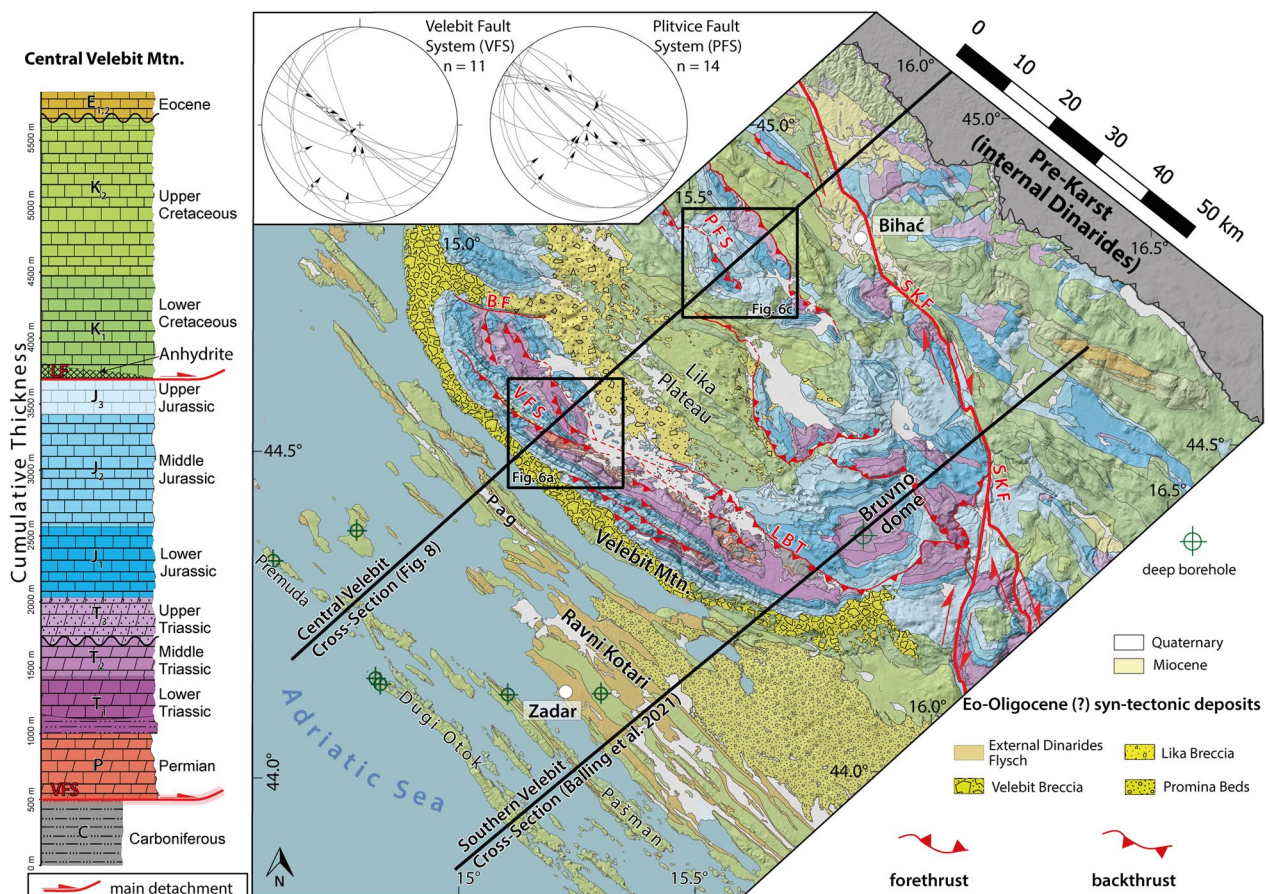 Central Velebit Mtn.
Cumulative Thickness
E1,2
Eocene
5500 m
K2
Upper
Cretaceous
5000 m
4500 m
K1
Lower
Cretaceous
4000 m
Anhydrite
LF
J3
Upper
Jurassic
3500 m
J2
Middle
Jurassic
3000 m
2500 m
J1
Lower
Jurassic
2000 m
T3
Upper
Triassic
T2
Middle
Triassic
1500 m
T1
Lower
Triassic
1000 m
P
Permian
VFS
500 m
C
Carboniferous
0 m
main detachment
Velebit Fault
System (VFS)
n = 11
Plitvice Fault
System (PFS)
n = 14
0
10
20
30
40
50 km
16.0°
45.0°
45.0°
Pre-Karst
(internal Dinarides)
16.5°
15.5°
15.0°
PFS
Bihać
SKF
Fig. 6c
BF
Lika
Plateau
VFS
44.5°
44.5°
Fig. 6a
SKF
16.5°
Pag
Bruvno
dome
LBT
Velebit Mtn.
Premuda
Central Velebit
Cross-Section (Fig. 8)
Ravni Kotari
Zadar
Dugi Otok
Adriatic Sea
Pašman
Southern Velebit
Cross-Section (Balling et al. 2021)
16.0°
44.0°
44.0°
15°
15.5°
N
deep borehole
Quaternary
Miocene
Eo-Oligocene (?) syn-tectonic deposits
External Dinarides
Flysch
Lika Breccia
Velebit Breccia
Promina Beds
forethrust
backthrust